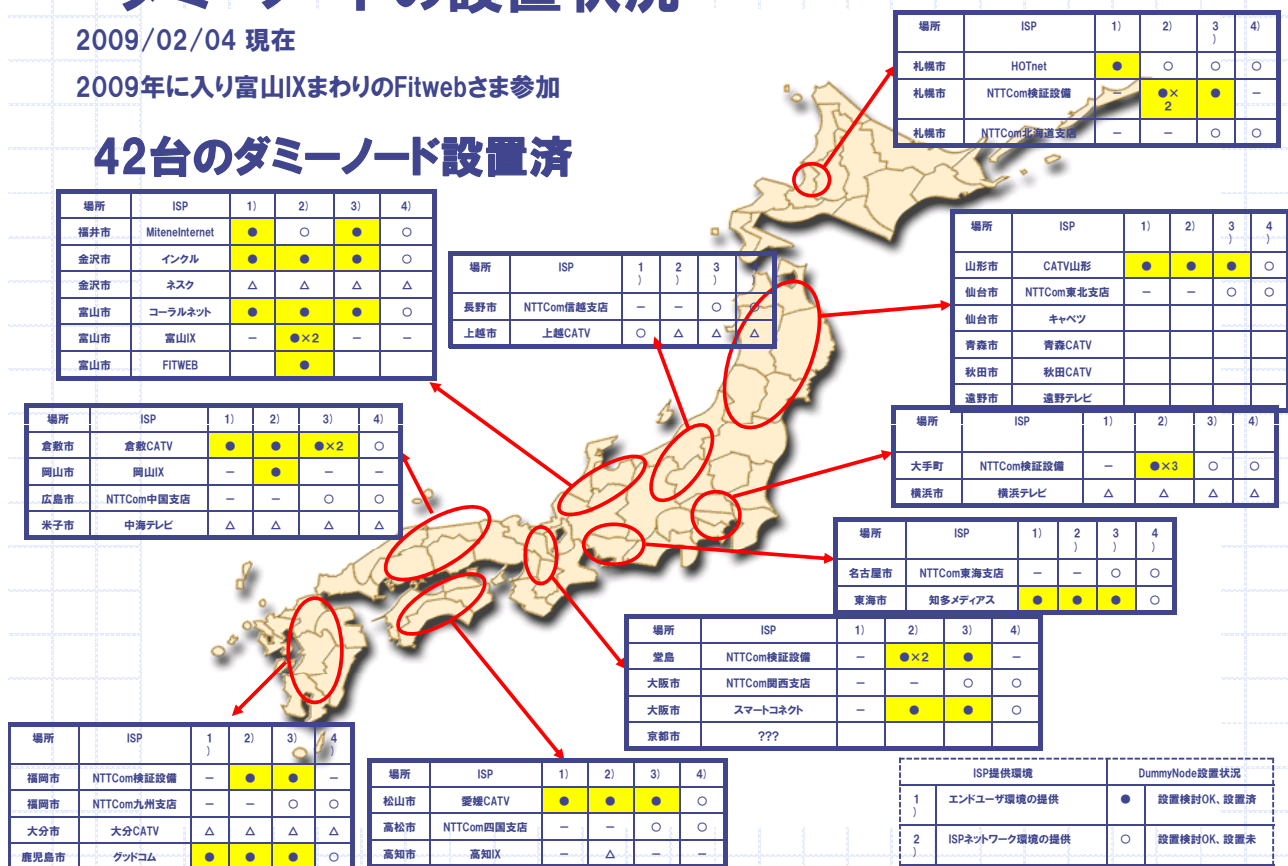 ダミーノードの設置状況
2009/02/04 現在
2009年に入り富山IXまわりのFitwebさま参加
42台のダミーノード設置済
場所 ISP 1) 2) 3) 4)
札幌市 HOTnet ● ○ ○ ○
札幌市 NTTCom検証設備 － ●×2 ● －
札幌市 NTTCom北海道支店 － － ○ ○
場所 ISP 1) 2) 3) 4)
福井市 MiteneInternet ● ○ ● ○
金沢市 インクル ● ● ● ○
金沢市 ネスク △ △ △ △
富山市 コーラルネット ● ● ● ○
富山市 富山IX － ●×2 － －
富山市 FITWEB ●
場所 ISP 1) 2) 3)
長野市 NTTCom信越支店 － － ○ ○
上越市 上越CATV ○ △ △ △
場所 ISP 1) 2) 3) 4)
山形市 CATV山形 ● ● ● ○
仙台市 NTTCom東北支店 － － ○ ○
仙台市 キャベツ
青森市 青森CATV
秋田市 秋田CATV
遠野市 遠野テレビ
場所 ISP 1) 2) 3) 4)
倉敷市 倉敷CATV ● ● ●×2 ○
岡山市 岡山IX － ● － －
広島市 NTTCom中国支店 － － ○ ○
米子市 中海テレビ △ △ △ △
場所 ISP 1) 2) 3) 4)
大手町 NTTCom検証設備 － ●×3 ○ ○
横浜市 横浜テレビ △ △ △ △
場所 ISP 1) 2) 3) 4)
名古屋市 NTTCom東海支店 － － ○ ○
東海市 知多メディアス ● ● ● ○
場所 ISP 1) 2) 3) 4)
堂島 NTTCom検証設備 － ●×2 ● －
大阪市 NTTCom関西支店 － － ○ ○
大阪市 スマートコネクト － ● ● ○
京都市 ???
場所 ISP 1) 2) 3) 4)
福岡市 NTTCom検証設備 － ● ● －
福岡市 NTTCom九州支店 － － ○ ○
大分市 大分CATV △ △ △ △
鹿児島市 グッドコム ● ● ● ○
場所 ISP 1) 2) 3) 4)
松山市 愛媛CATV ● ● ● ○
高松市 NTTCom四国支店 － － ○ ○
高知市 高知IX － △ － －
ISP提供環境 DummyNode設置状況
1) エンドユーザ環境の提供 ● 設置検討OK、設置済
2) ISPネットワーク環境の提供 ○ 設置検討OK、設置未